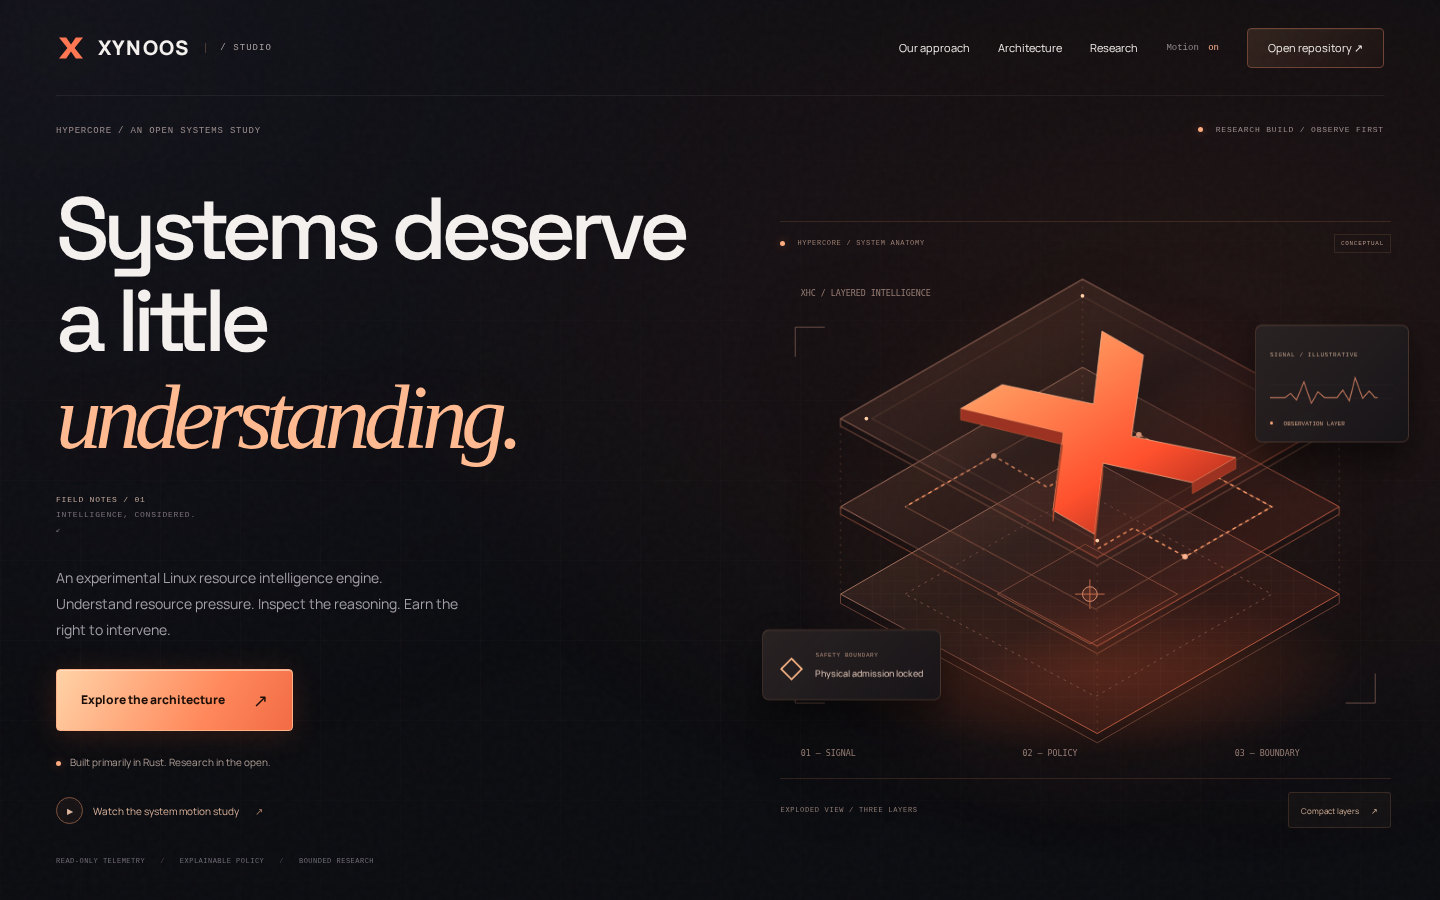 XYNOOS / STUDIO
Our approach Architecture Research Motion on Open repository ↗
HYPERCORE / AN OPEN SYSTEMS STUDY
RESEARCH BUILD / OBSERVE FIRST
Systems deserve
a little
understanding.
FIELD NOTES / 01
INTELLIGENCE, CONSIDERED.
↙
An experimental Linux resource intelligence engine.
Understand resource pressure. Inspect the reasoning. Earn the
right to intervene.
Explore the architecture ↗
Built primarily in Rust. Research in the open.
▶ Watch the system motion study ↗
READ-ONLY TELEMETRY / EXPLAINABLE POLICY / BOUNDED RESEARCH
HYPERCORE / SYSTEM ANATOMY
CONCEPTUAL
XHC / LAYERED INTELLIGENCE
SIGNAL / ILLUSTRATIVE
OBSERVATION LAYER
SAFETY BOUNDARY
Physical admission locked
01 — SIGNAL
02 — POLICY
03 — BOUNDARY
EXPLODED VIEW / THREE LAYERS
Compact layers ↗